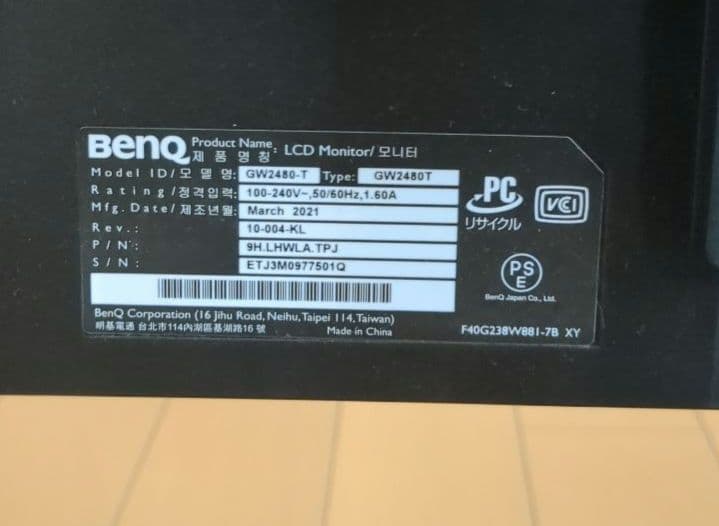 BenQ Product Name: LCD Monitor/모니터
제 품 명 칭:
Model ID/모 델 명: GW2480-T Type: GW2480T
Rating/정격입력: 100-240V~,50/60Hz,1.60A
Mfg. Date/제조년월: March 2021
Rev.: 10-004-KL
P/N: 9H.LHWLA.TPJ
S/N: ETJ3M0977501Q
PC
リサイクル
VCCI
PSE
BenQ Japan Co., Ltd.
BenQ Corporation (16 Jihu Road, Neihu, Taipei 114, Taiwan)
明基電通 台北市114內湖區基湖路16 號 Made in China
F40G238W881-7B XY